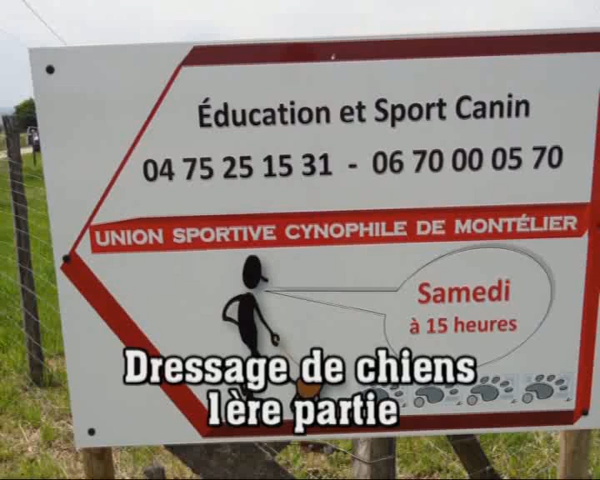 Éducation et Sport Canin
04 75 25 15 31 - 06 70 00 05 70
UNION SPORTIVE CYNOPHILE DE MONTÉLIER
Samedi
à 15 heures
Dressage de chiens
1ère partie